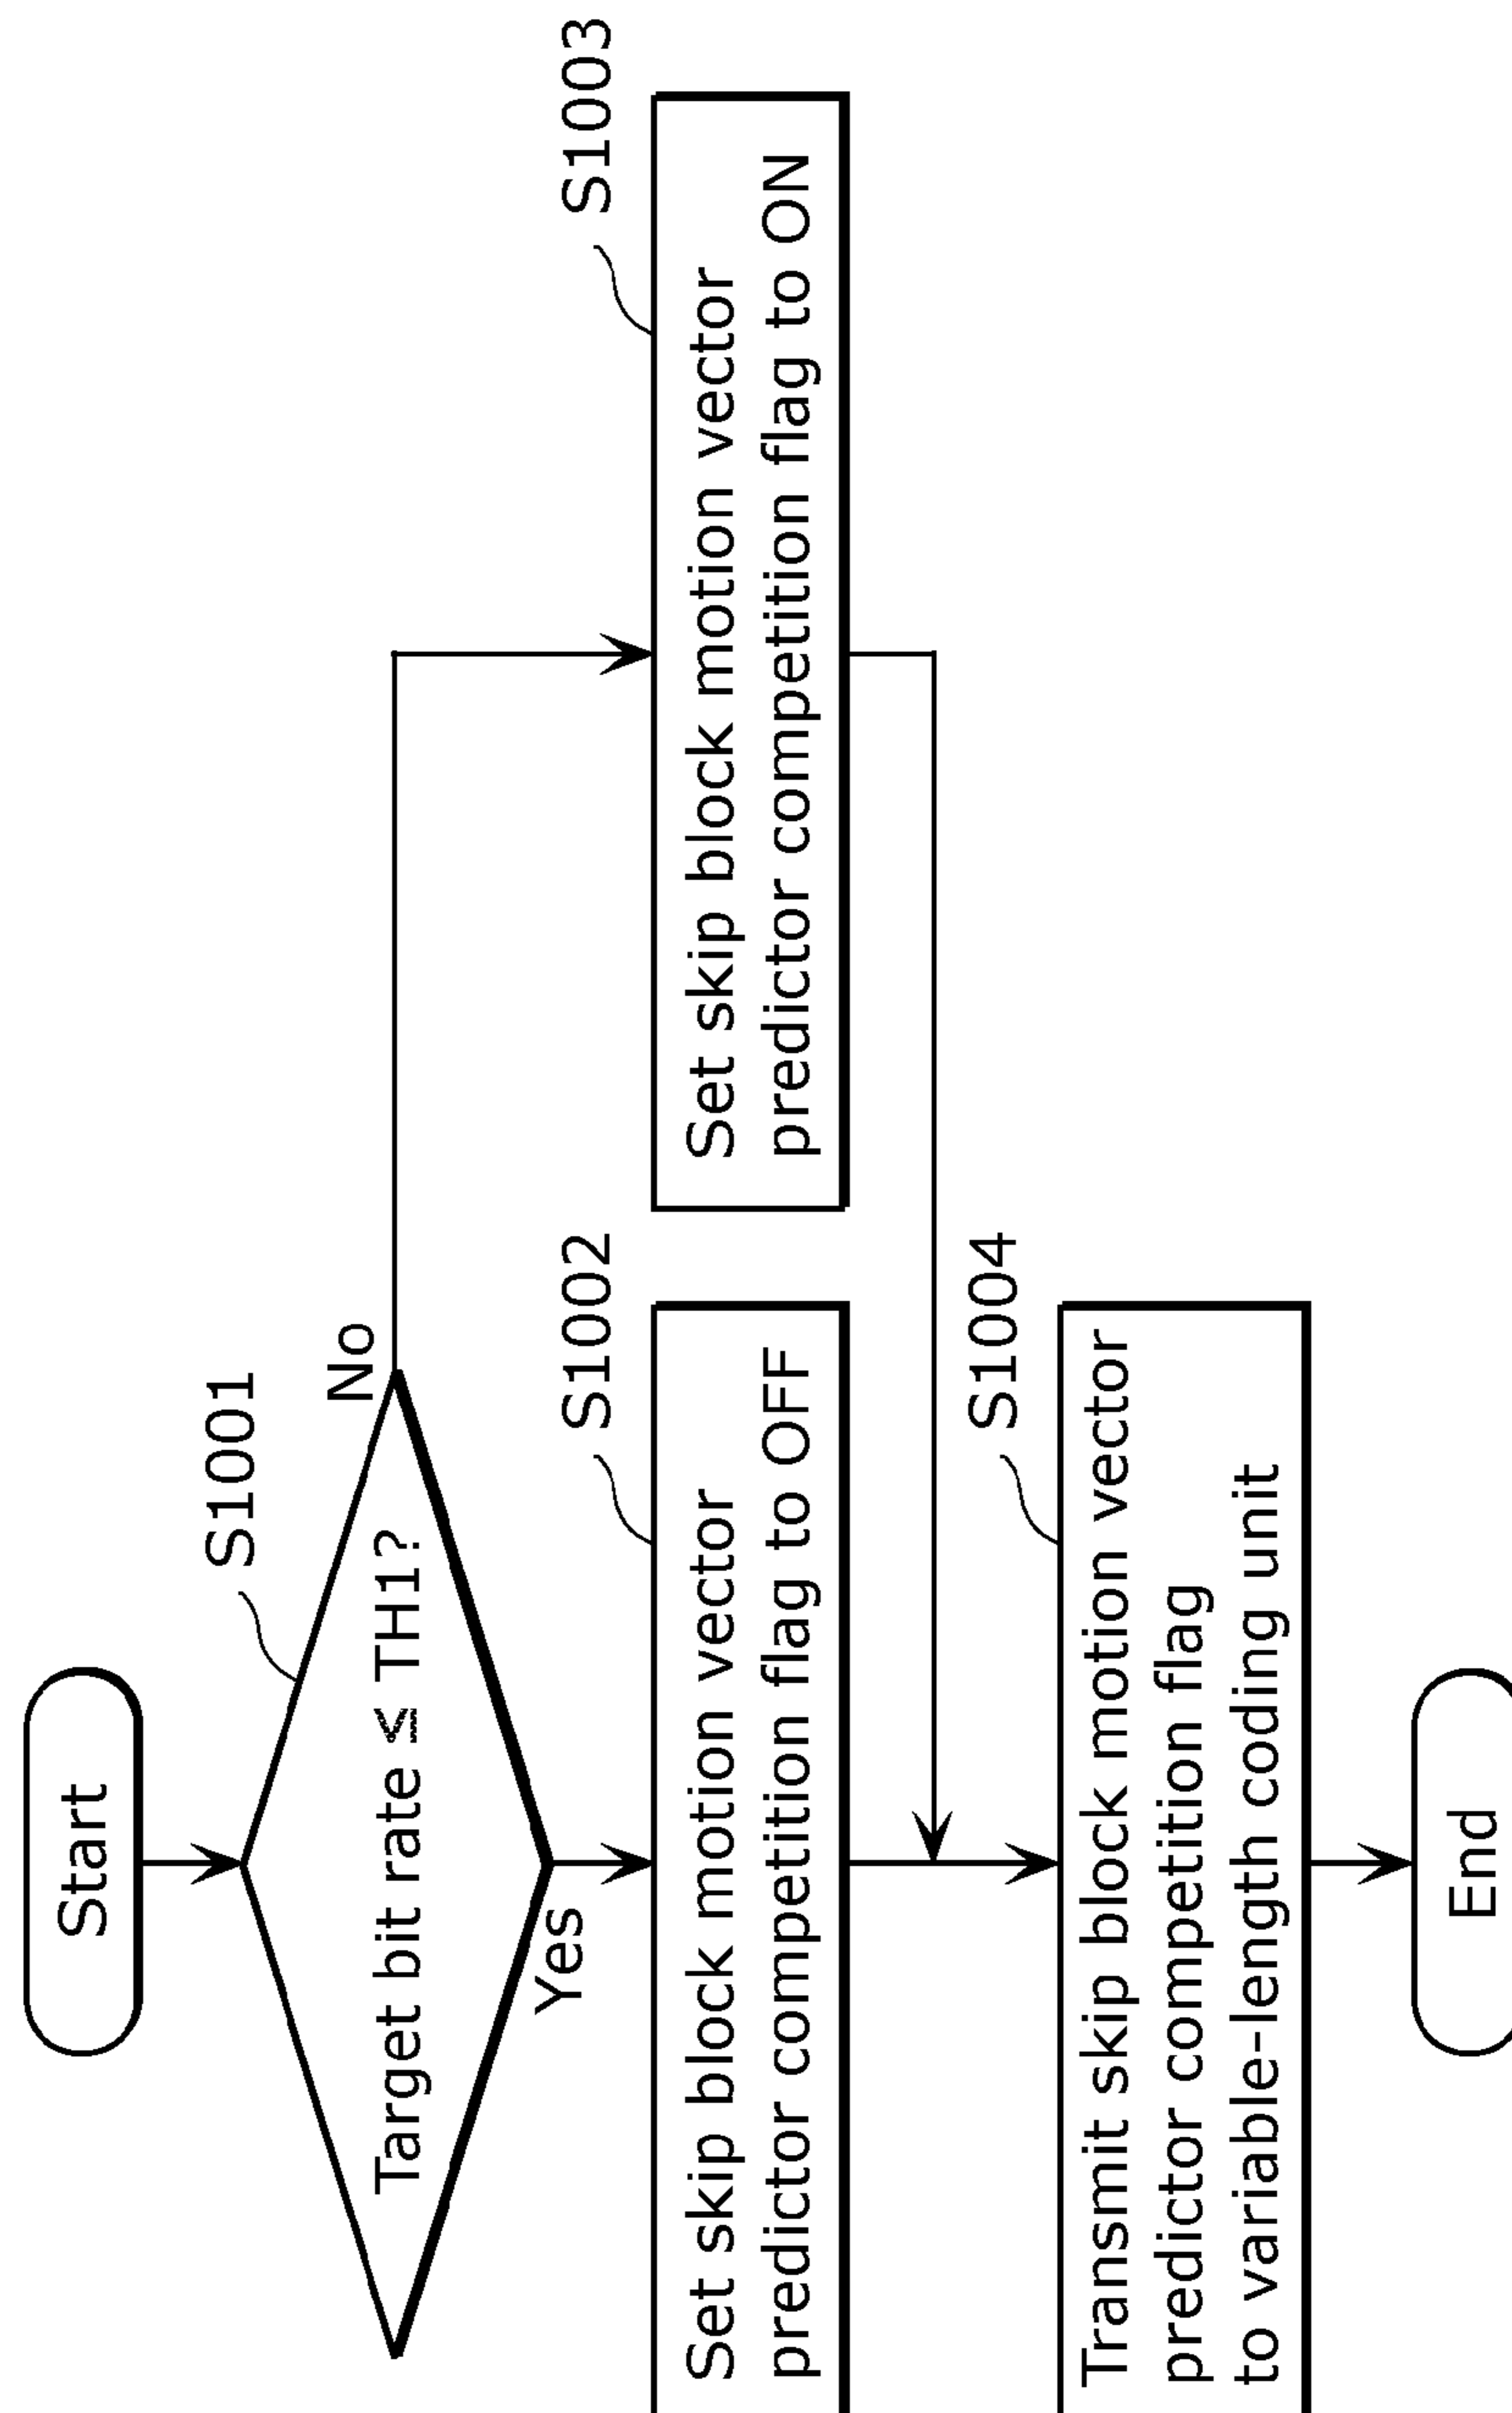 Start
S1001
Target bit rate ≤ TH1?
No
Yes
S1002
Set skip block motion vector
predictor competition flag to OFF
S1003
Set skip block motion vector
predictor competition flag to ON
S1004
Transmit skip block motion vector
predictor competition flag
to variable-length coding unit
End